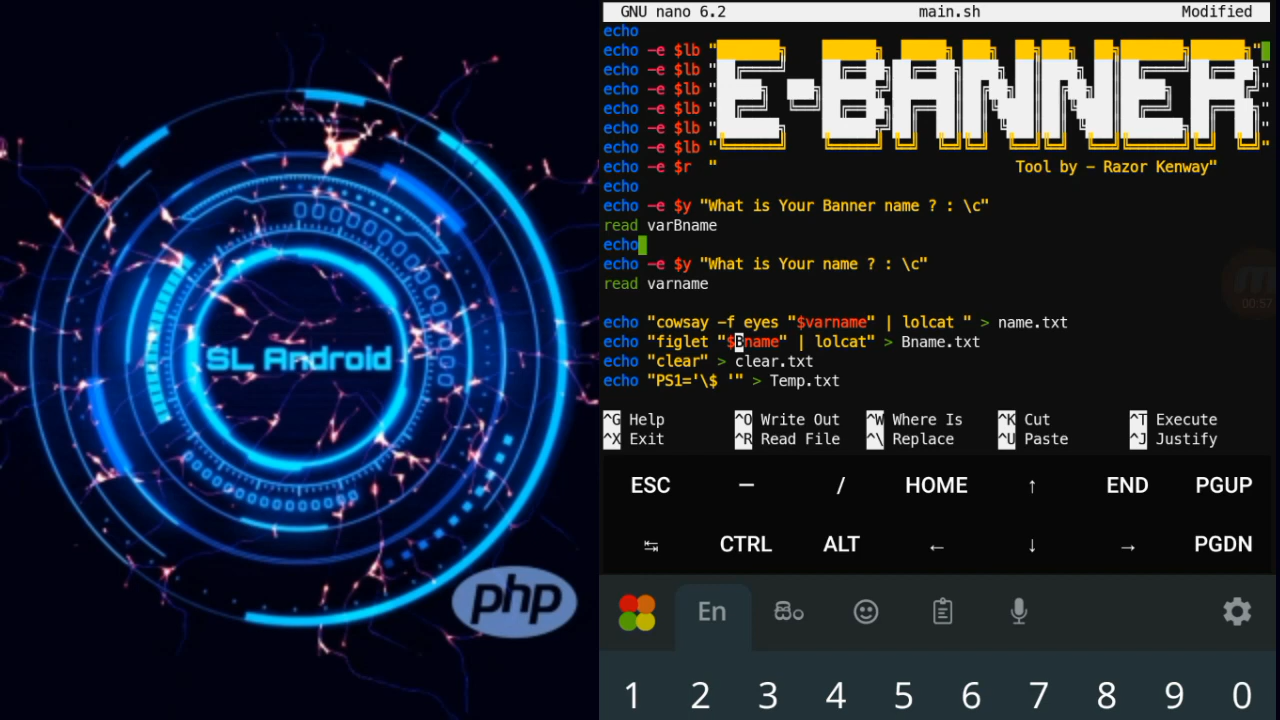 SL Android
php
GNU nano 6.2 main.sh Modified
echo
echo -e $lb "E-BANNER"
echo -e $lb "
echo -e $lb "
echo -e $lb "
echo -e $lb "
echo -e $lb "
echo -e $r " Tool by - Razor Kenway"
echo
echo -e $y "What is Your Banner name ? : \c"
read varBname
echo
echo -e $y "What is Your name ? : \c"
read varname
echo "cowsay -f eyes "$varname" | lolcat " > name.txt
echo "figlet "$Bname" | lolcat" > Bname.txt
echo "clear" > clear.txt
echo "PS1='\$ '" > Temp.txt
^G Help ^O Write Out ^W Where Is ^K Cut ^T Execute
^X Exit ^R Read File ^\ Replace ^U Paste ^J Justify
ESC — / HOME ↑ END PGUP
↹ CTRL ALT ← ↓ → PGDN
En
1 2 3 4 5 6 7 8 9 0
00:57